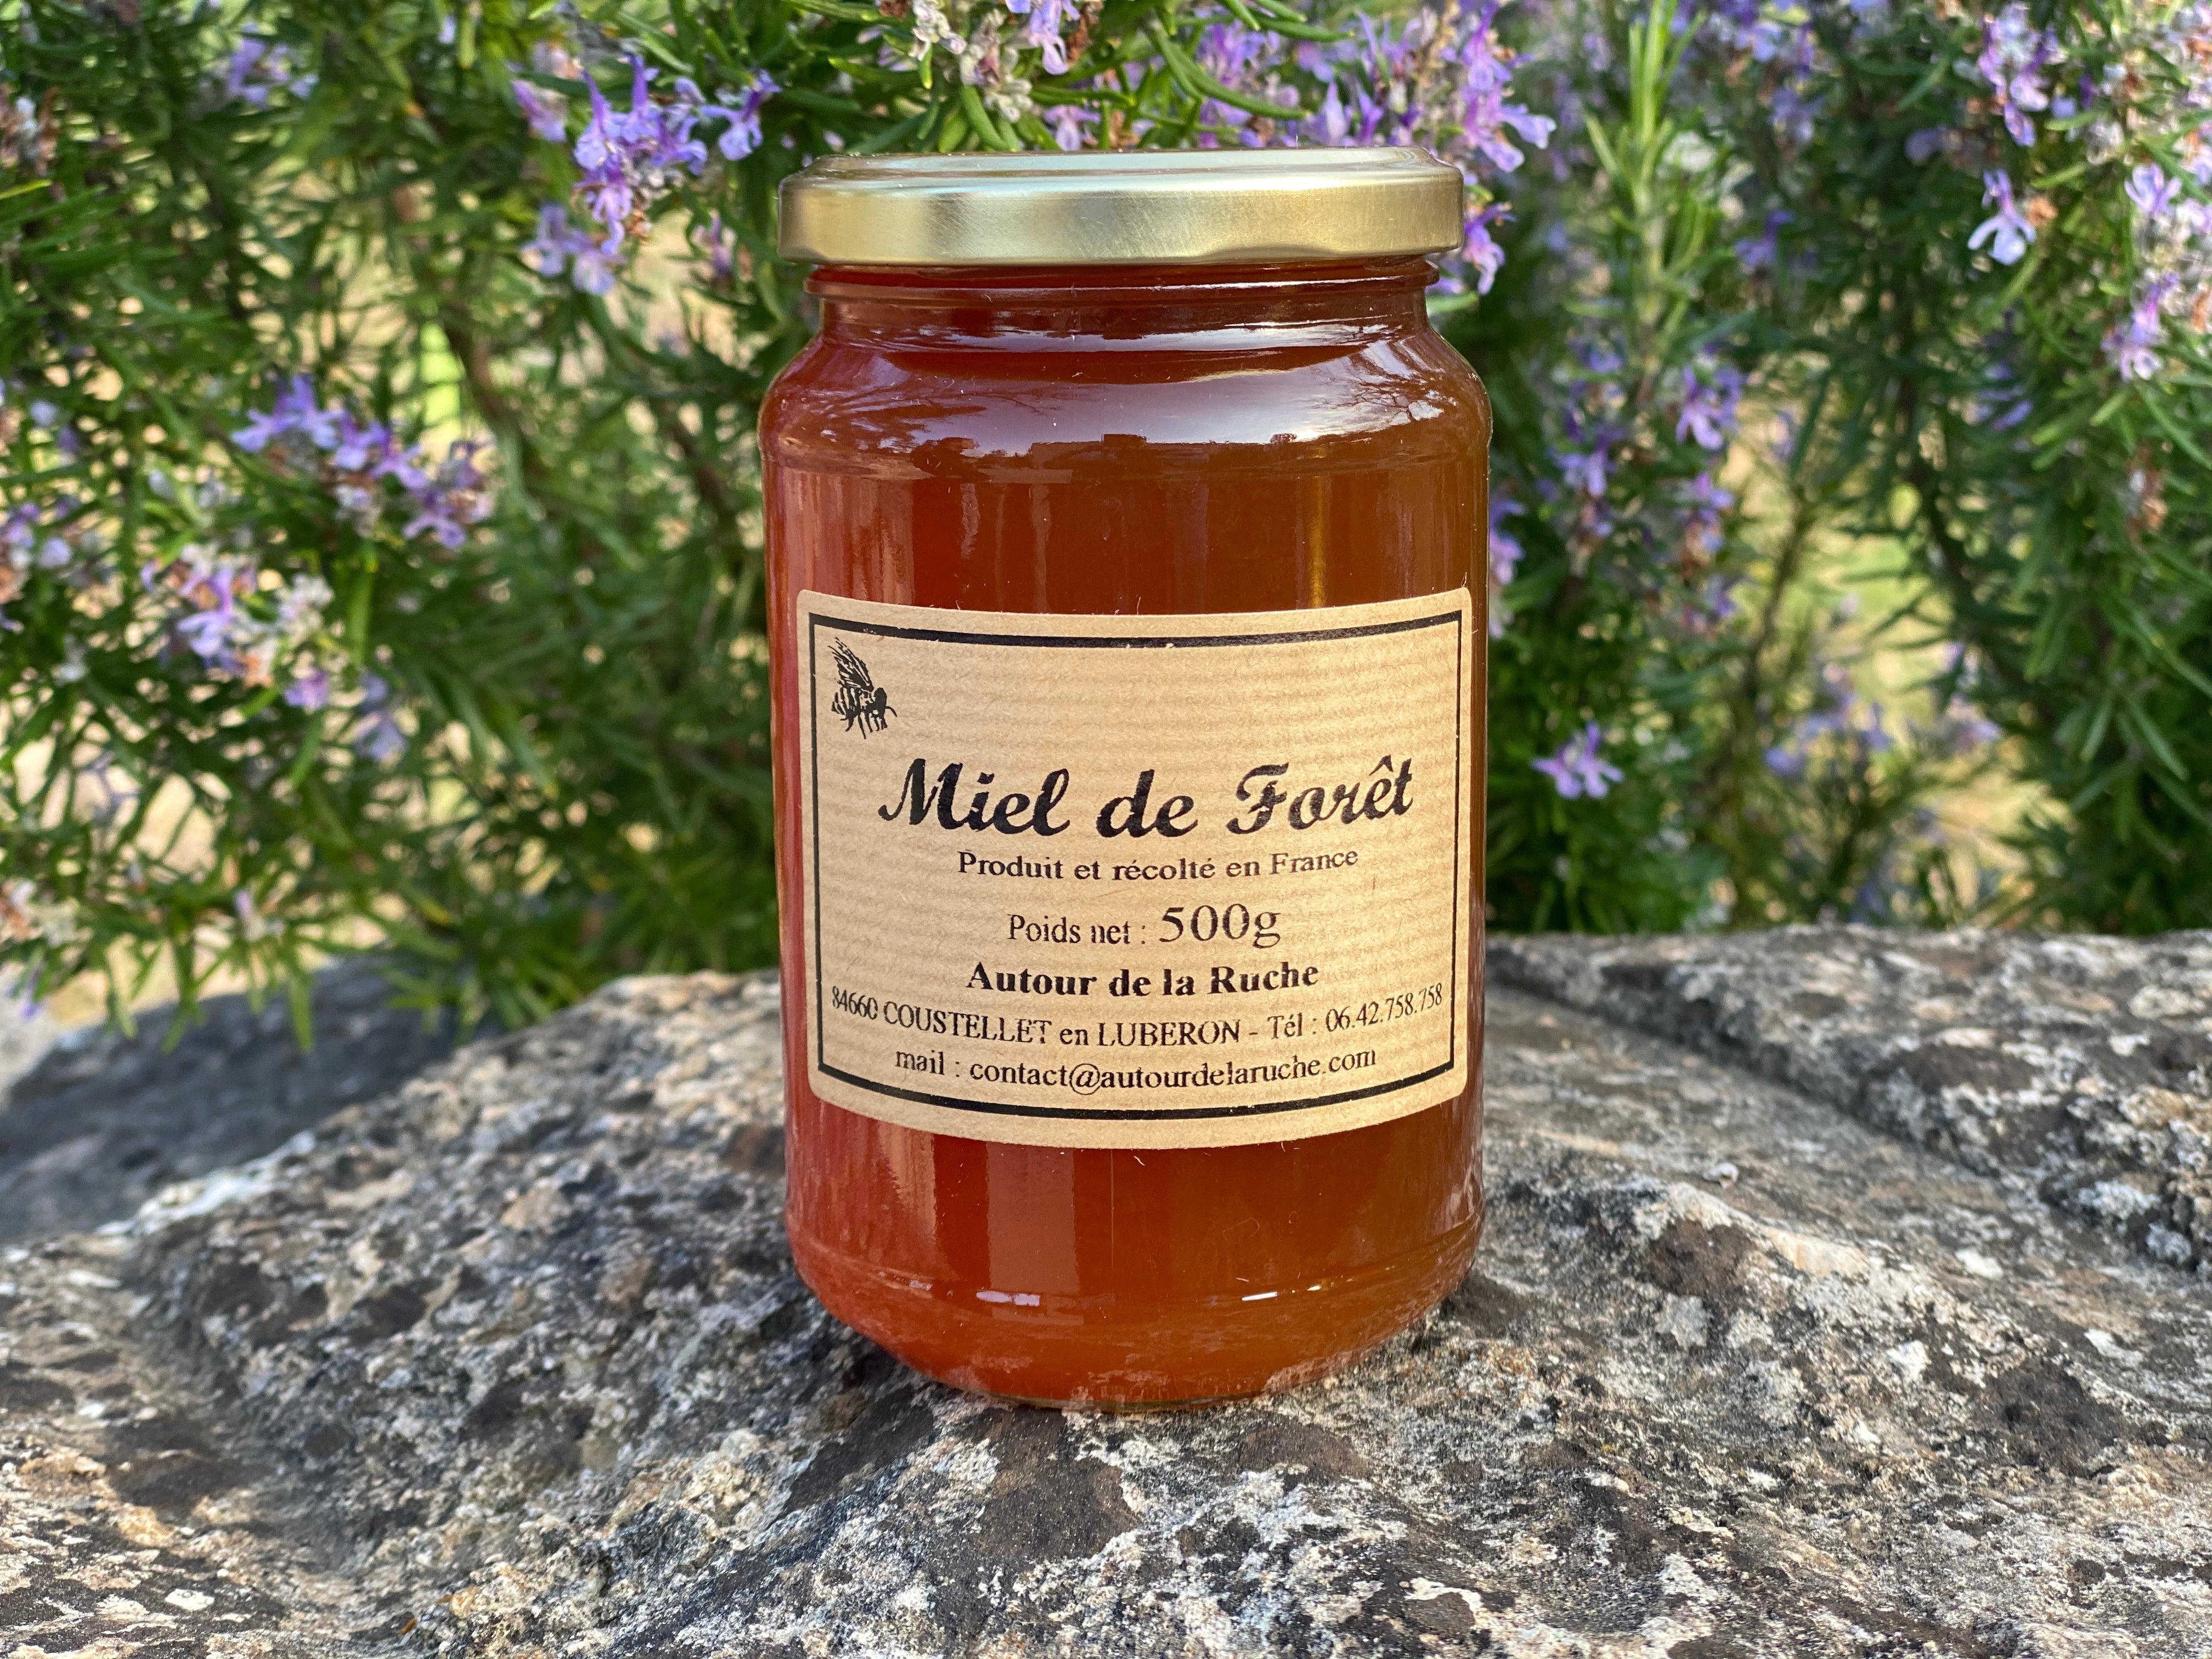 Miel de Forêt
Produit et récolté en France
Poids net : 500g
Autour de la Ruche
84660 COUSTELLET en LUBERON - Tél : 06.42.758.758
mail : contact@autourdelaruche.com